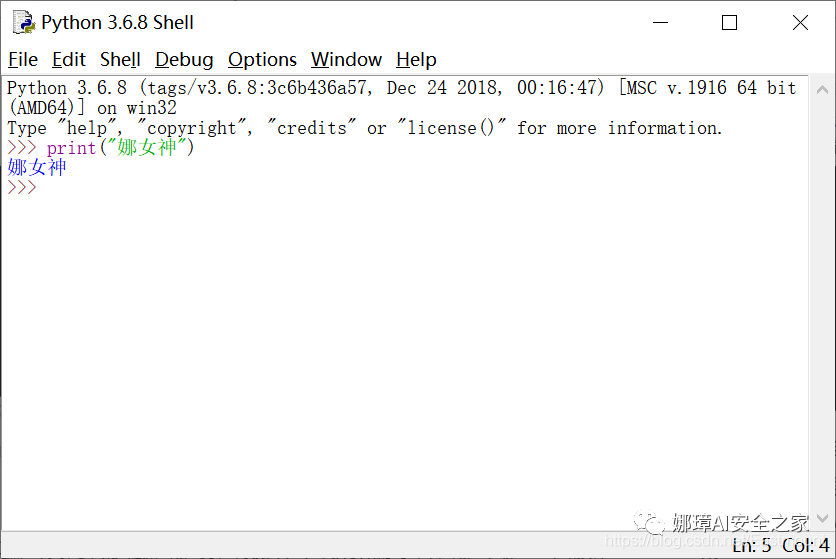 Python 3.6.8 Shell
File Edit Shell Debug Options Window Help
Python 3.6.8 (tags/v3.6.8:3c6b436a57, Dec 24 2018, 00:16:47) [MSC v.1916 64 bit
(AMD64)] on win32
Type "help", "copyright", "credits" or "license()" for more information.
>>> print("娜女神")
娜女神
>>>
娜璋AI安全之家
https://blog.csdn.net/
Ln: 5 Col: 4